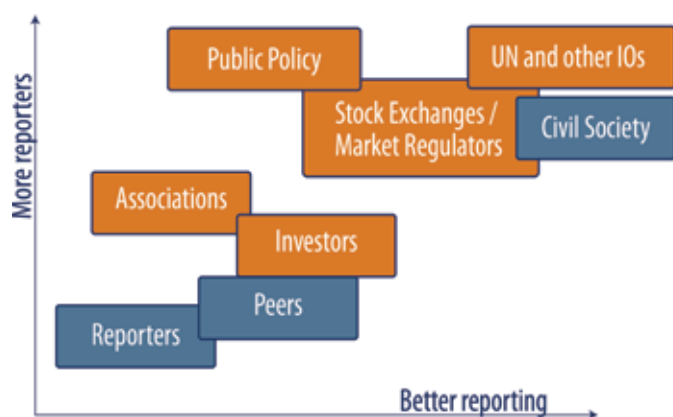 More reporters
Public Policy
UN and other IOs
Stock Exchanges /
Market Regulators
Civil Society
Associations
Investors
Peers
Reporters
Better reporting